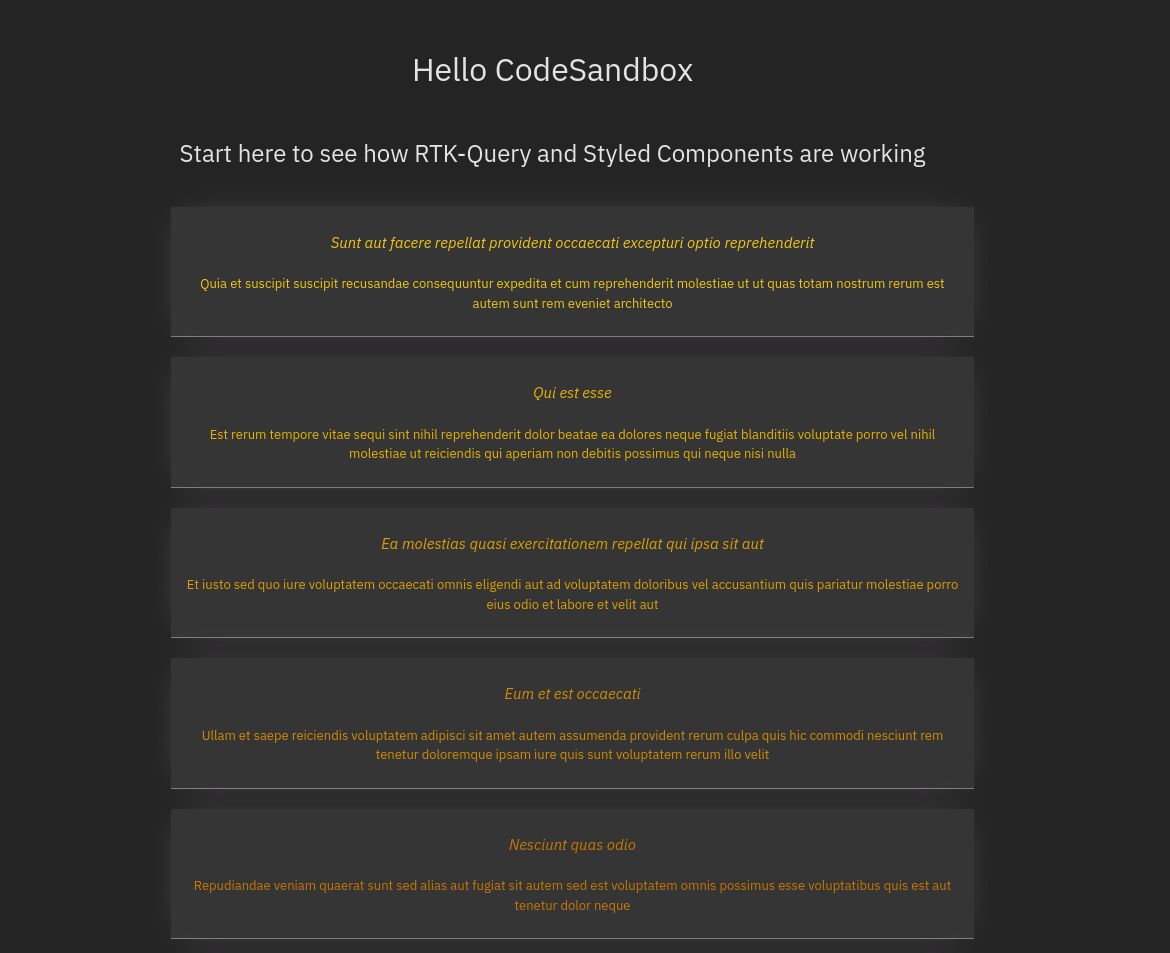 Hello CodeSandbox
Start here to see how RTK-Query and Styled Components are working
Sunt aut facere repellat provident occaecati excepturi optio reprehenderit
Quia et suscipit suscipit recusandae consequuntur expedita et cum reprehenderit molestiae ut ut quas totam nostrum rerum est
autem sunt rem eveniet architecto
Qui est esse
Est rerum tempore vitae sequi sint nihil reprehenderit dolor beatae ea dolores neque fugiat blanditiis voluptate porro vel nihil
molestiae ut reiciendis qui aperiam non debitis possimus qui neque nisi nulla
Ea molestias quasi exercitationem repellat qui ipsa sit aut
Et iusto sed quo iure voluptatem occaecati omnis eligendi aut ad voluptatem doloribus vel accusantium quis pariatur molestiae porro
eius odio et labore et velit aut
Eum et est occaecati
Ullam et saepe reiciendis voluptatem adipisci sit amet autem assumenda provident rerum culpa quis hic commodi nesciunt rem
tenetur doloremque ipsam iure quis sunt voluptatem rerum illo velit
Nesciunt quas odio
Repudiandae veniam quaerat sunt sed alias aut fugiat sit autem sed est voluptatem omnis possimus esse voluptatibus quis est aut
tenetur dolor neque